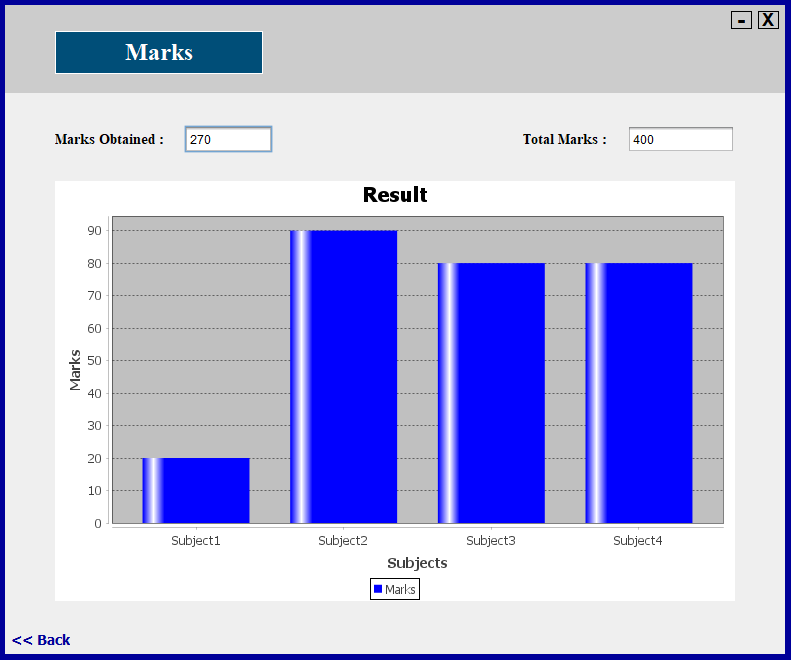 - X
Marks
Marks Obtained : 270 Total Marks : 400
Result
90
80
70
60
50
40
30
20
10
0
Marks
Subject1 Subject2 Subject3 Subject4
Subjects
Marks
<< Back